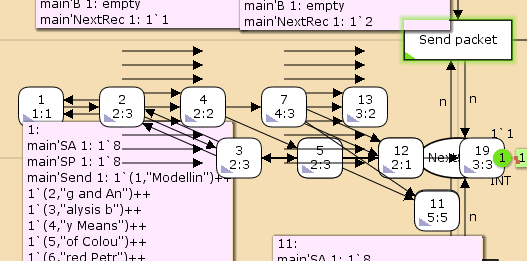 main'B 1: empty
main'NextRec 1: 1`1
main'B 1: empty
main'NextRec 1: 1`2
Send packet
n
n
1
1:1
2
2:3
4
2:2
7
4:3
13
3:2
1`1
1:
main'SA 1: 1`8
main'SP 1: 1`8
main'Send 1: 1`(1,"Modellin")++
1`(2,"g and An")++
1`(3,"alysis b")++
1`(4,"y Means")++
1`(5,"of Colou")++
1`(6,"red Petr")++
3
2:3
5
2:3
12
2:1
Nex
19
3:3
1
1
INT
11
5:5
n
11:
main'SA 1: 1`8